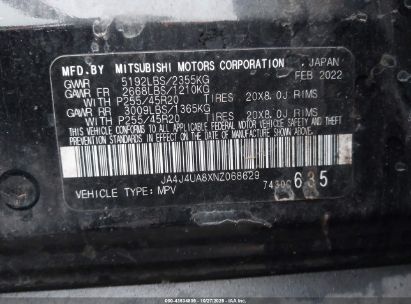 MFD.BY MITSUBISHI MOTORS CORPORATION JAPAN
GVWR 5192LBS/2355KG FEB 2022
GAWR FR 2668LBS/1210KG
WITH P255/45R20 TIRES 20X8.0J RIMS
GAWR RR 3009LBS/1365KG
WITH P255/45R20 TIRES 20X8.0J RIMS
THIS VEHICLE CONFORMS TO ALL APPLICABLE
FEDERAL MOTOR VEHICLE SAFETY AND THEFT
PREVENTION STANDARDS IN EFFECT ON THE DATE
OF MANUFACTURE SHOWN ABOVE.
JA4J4UA8XNZ068629
VEHICLE TYPE: MPV 7430C 635